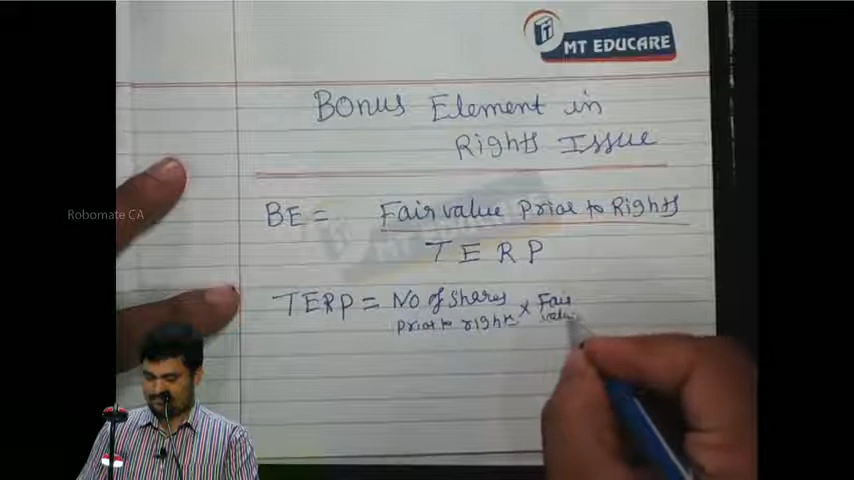 MT EDUCARE
Bonus Element in
Rights Issue
Robomate CA
BE = Fair value Prior to Rights
TERP
TERP = No of shares prior to rights × Fair value